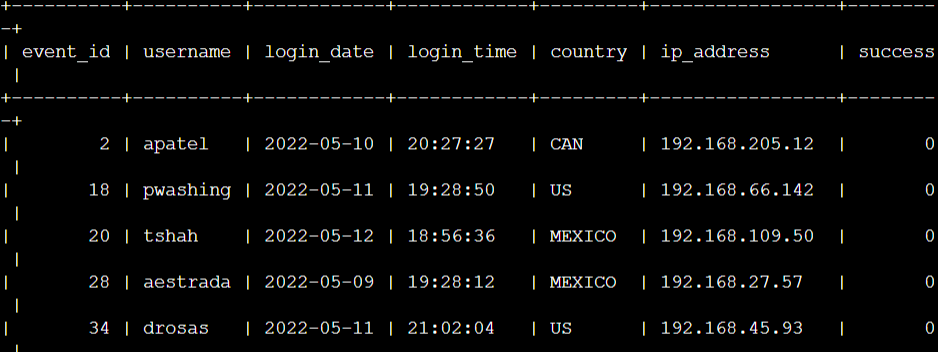 +----------+----------+------------+------------+---------+-----------------+--------
-+
| event_id | username | login_date | login_time | country | ip_address      | success
 |
+----------+----------+------------+------------+---------+-----------------+--------
-+
|        2 | apatel   | 2022-05-10 | 20:27:27   | CAN     | 192.168.205.12  |       0
 |
|       18 | pwashing | 2022-05-11 | 19:28:50   | US      | 192.168.66.142  |       0
 |
|       20 | tshah    | 2022-05-12 | 18:56:36   | MEXICO  | 192.168.109.50  |       0
 |
|       28 | aestrada | 2022-05-09 | 19:28:12   | MEXICO  | 192.168.27.57   |       0
 |
|       34 | drosas   | 2022-05-11 | 21:02:04   | US      | 192.168.45.93   |       0
 |